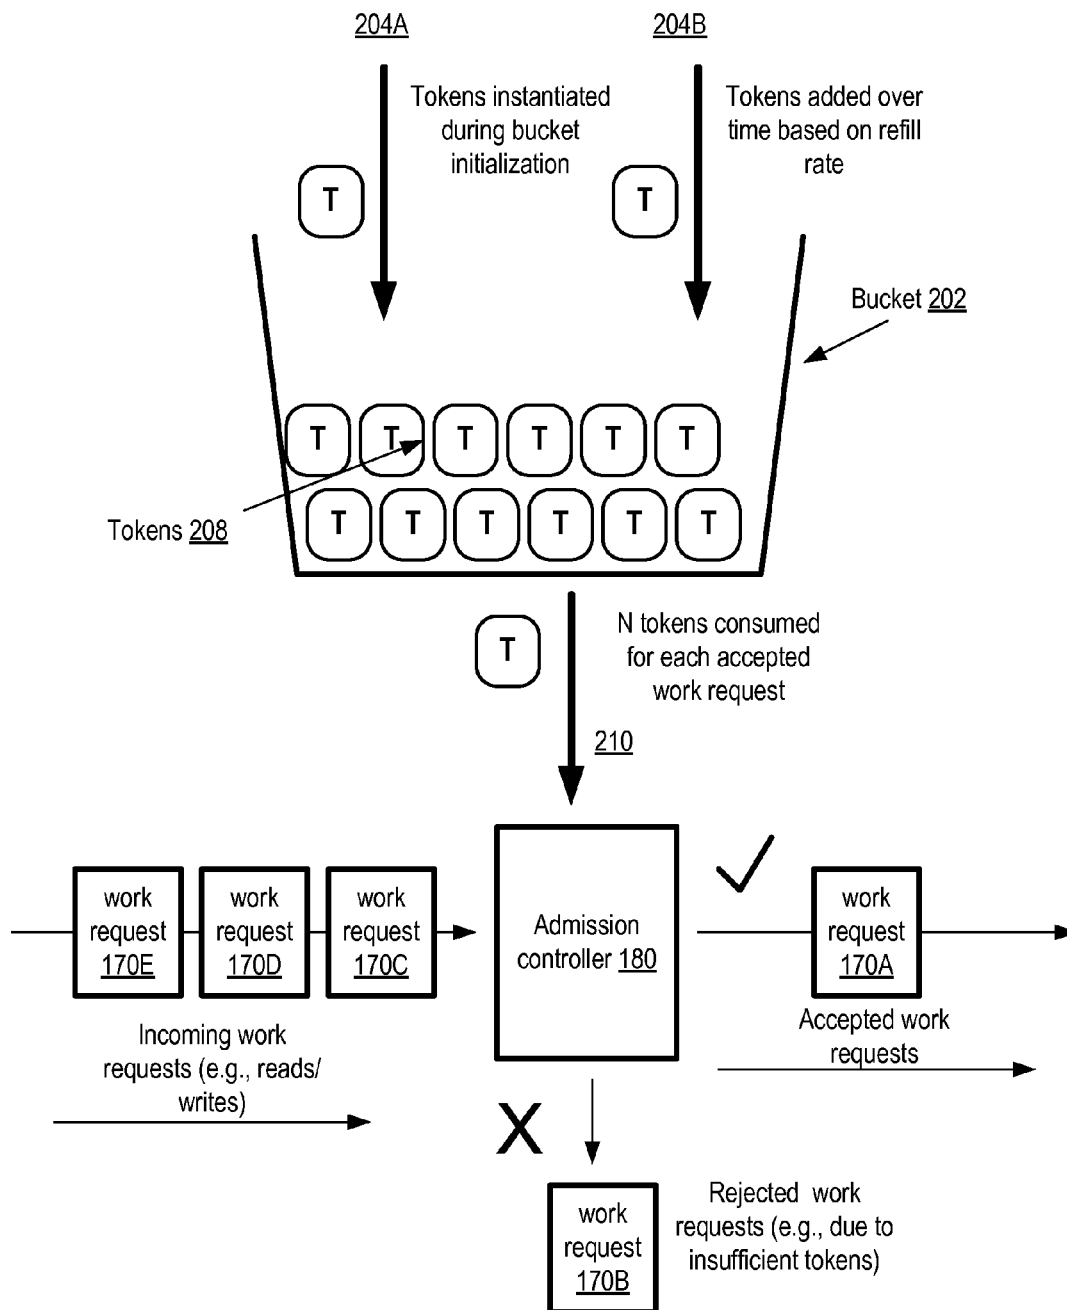 204A
204B
Tokens instantiated
during bucket
initialization
Tokens added over
time based on refill
rate
T
T
Bucket 202
T T T T T T
T T T T T T
Tokens 208
T
N tokens consumed
for each accepted
work request
210
work
request
170E
work
request
170D
work
request
170C
Admission
controller 180
work
request
170A
Incoming work
requests (e.g., reads/
writes)
Accepted work
requests
X
work
request
170B
Rejected work
requests (e.g., due to
insufficient tokens)